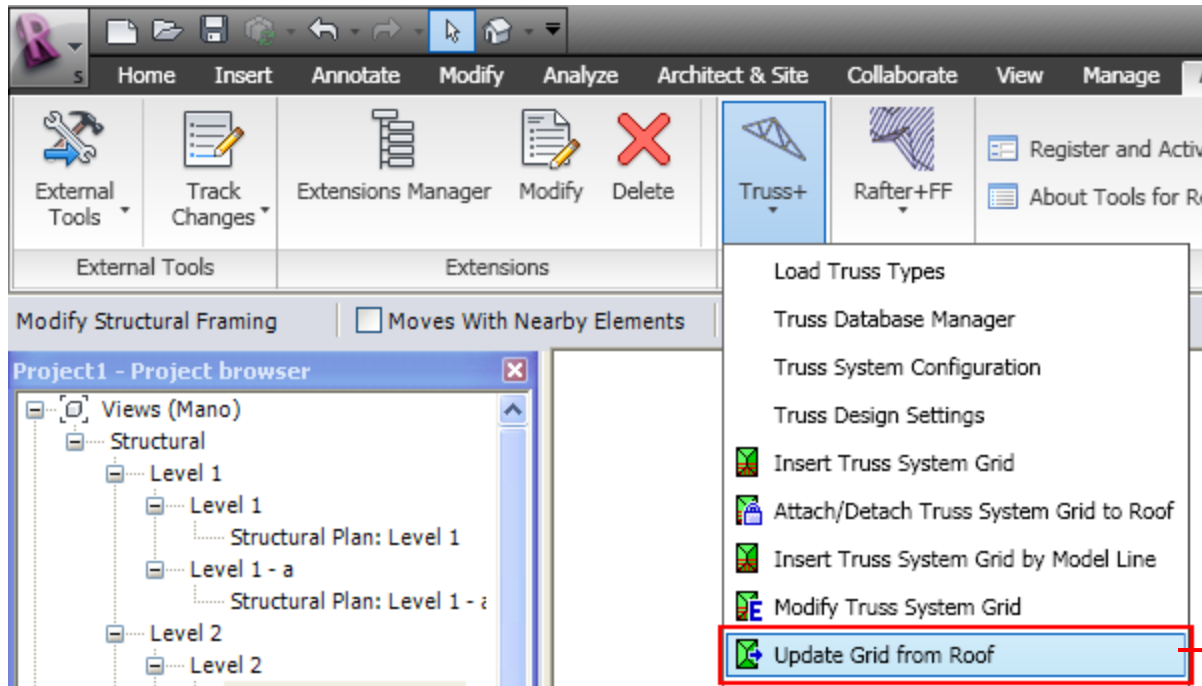 S
Home Insert Annotate Modify Analyze Architect & Site Collaborate View Manage
External Tools
Track Changes
Extensions Manager
Modify
Delete
Truss+
Rafter+FF
Register and Activ
About Tools for Re
External Tools
Extensions
Modify Structural Framing
Moves With Nearby Elements
Project1 - Project browser
Views (Mano)
Structural
Level 1
Level 1
Structural Plan: Level 1
Level 1 - a
Structural Plan: Level 1 - a
Level 2
Level 2
Load Truss Types
Truss Database Manager
Truss System Configuration
Truss Design Settings
Insert Truss System Grid
Attach/Detach Truss System Grid to Roof
Insert Truss System Grid by Model Line
Modify Truss System Grid
Update Grid from Roof